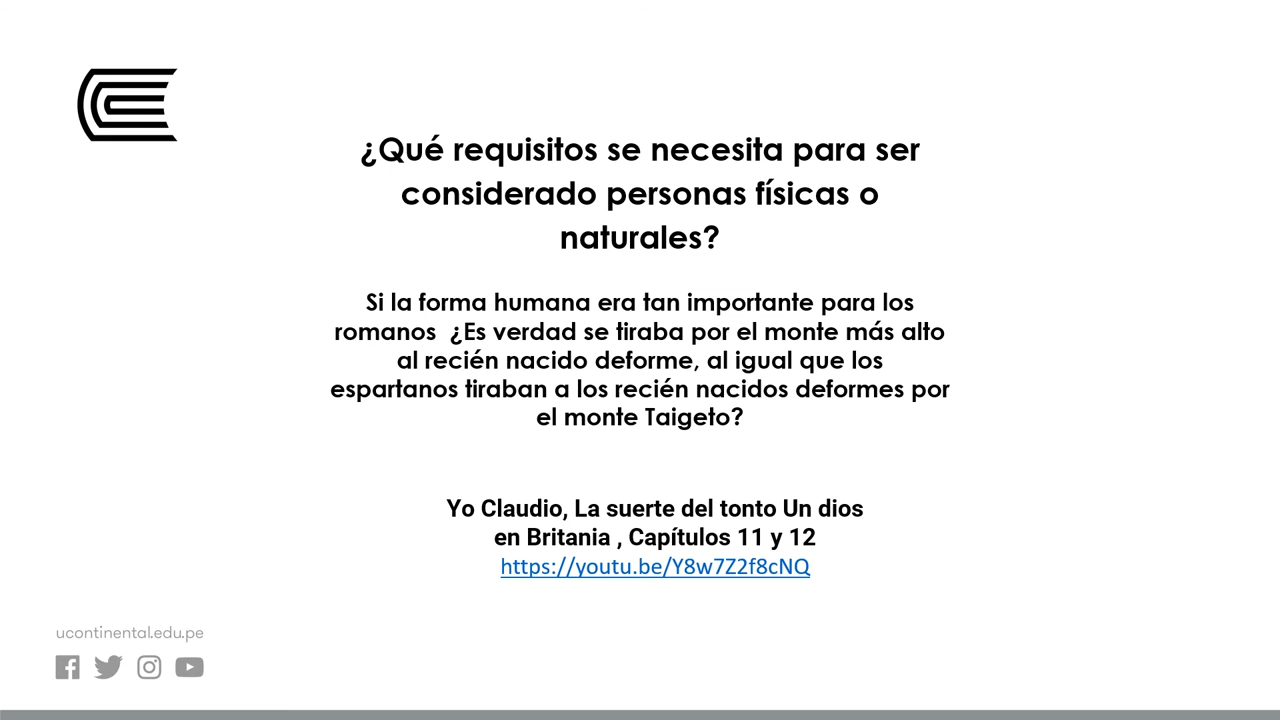 ¿Qué requisitos se necesita para ser
considerado personas físicas o
naturales?
Si la forma humana era tan importante para los
romanos ¿Es verdad se tiraba por el monte más alto
al recién nacido deforme, al igual que los
espartanos tiraban a los recién nacidos deformes por
el monte Taigeto?
Yo Claudio, La suerte del tonto Un dios
en Britania , Capítulos 11 y 12
https://youtu.be/Y8w7Z2f8cNQ
ucontinental.edu.pe